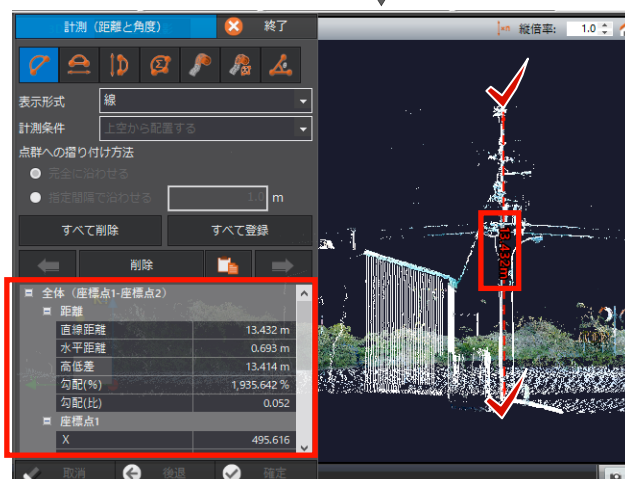 計測（距離と角度）
終了
縦倍率: 1.0
表示形式 線
計測条件 上空から配置する
点群への摺り付け方法
完全に沿わせる
指定間隔で沿わせる 1.0 m
すべて削除 すべて登録
削除
全体（座標点1-座標点2）
距離
直線距離 13.432 m
水平距離 0.693 m
高低差 13.414 m
勾配(%) 1,935.642 %
勾配(比) 0.052
座標点1
X 495.616
取消 後退 確定
13.432m